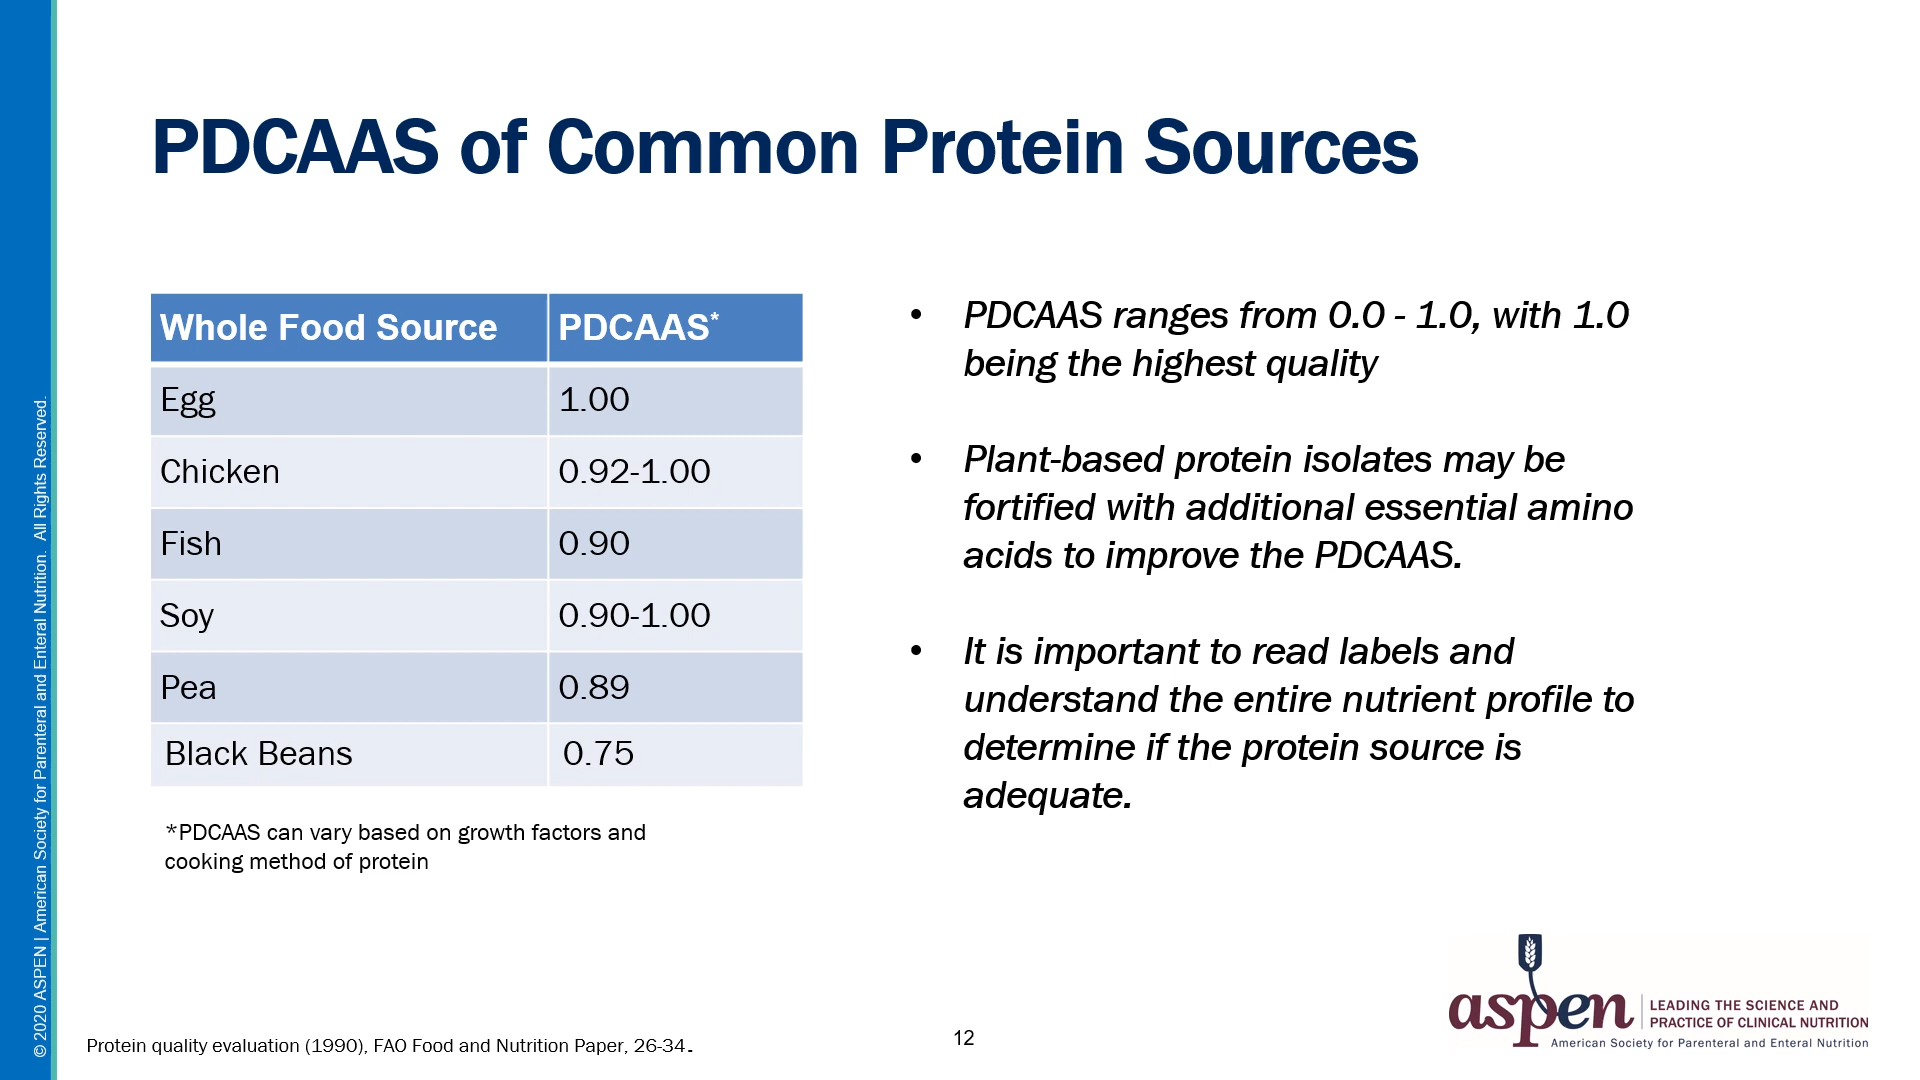 PDCAAS of Common Protein Sources
Whole Food Source PDCAAS*
Egg 1.00
Chicken 0.92-1.00
Fish 0.90
Soy 0.90-1.00
Pea 0.89
Black Beans 0.75
*PDCAAS can vary based on growth factors and
cooking method of protein
• PDCAAS ranges from 0.0 - 1.0, with 1.0
being the highest quality
• Plant-based protein isolates may be
fortified with additional essential amino
acids to improve the PDCAAS.
• It is important to read labels and
understand the entire nutrient profile to
determine if the protein source is
adequate.
Protein quality evaluation (1990), FAO Food and Nutrition Paper, 26-34.
12
aspen
LEADING THE SCIENCE AND
PRACTICE OF CLINICAL NUTRITION
American Society for Parenteral and Enteral Nutrition
© 2020 ASPEN | American Society for Parenteral and Enteral Nutrition. All Rights Reserved.